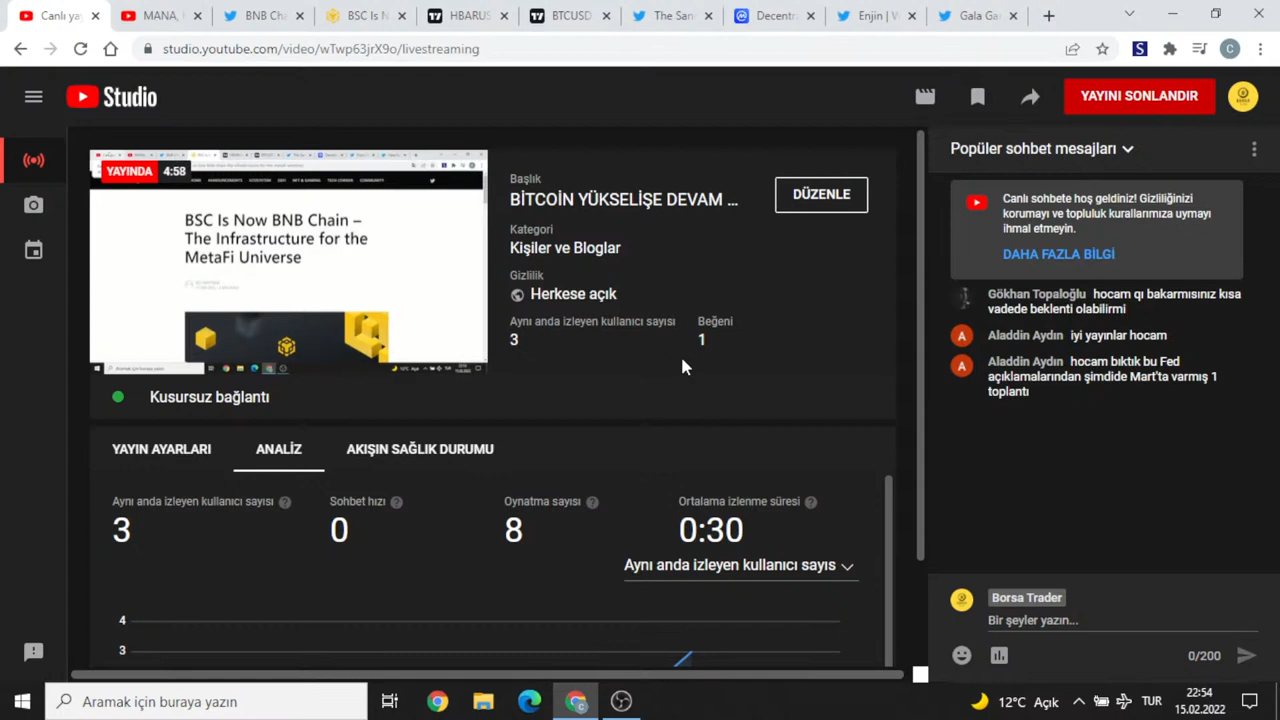 Canlı ya
MANA,
BNB Cha
BSC Is N
HBARUS
BTCUSD
The San
Decentr
Enjin | W
Gala Ga
studio.youtube.com/video/wTwp63jrX9o/livestreaming
S
C
Studio
YAYINI SONLANDIR
YAYINDA 4:58
BSC Is Now BNB Chain –
The Infrastructure for the
MetaFi Universe
Başlık
BİTCOİN YÜKSELİŞE DEVAM ...
DÜZENLE
Kategori
Kişiler ve Bloglar
Gizlilik
Herkese açık
Aynı anda izleyen kullanıcı sayısı
3
Beğeni
1
Kusursuz bağlantı
YAYIN AYARLARI
ANALİZ
AKIŞIN SAĞLIK DURUMU
Aynı anda izleyen kullanıcı sayısı
3
Sohbet hızı
0
Oynatma sayısı
8
Ortalama izlenme süresi
0:30
Aynı anda izleyen kullanıcı sayıs
4
3
Popüler sohbet mesajları
Canlı sohbete hoş geldiniz! Gizliliğinizi
korumayı ve topluluk kurallarımıza uymayı
ihmal etmeyin.
DAHA FAZLA BİLGİ
Gökhan Topaloğlu hocam qı bakarmısınız kısa
vadede beklenti olabilirmi
A Aladdin Aydın iyi yayınlar hocam
A Aladdin Aydın hocam bıktık bu Fed
açıklamalarından şimdide Mart'ta varmış 1
toplantı
Borsa Trader
Bir şeyler yazın...
0/200
Aramak için buraya yazın
12°C Açık
TUR
22:54
15.02.2022